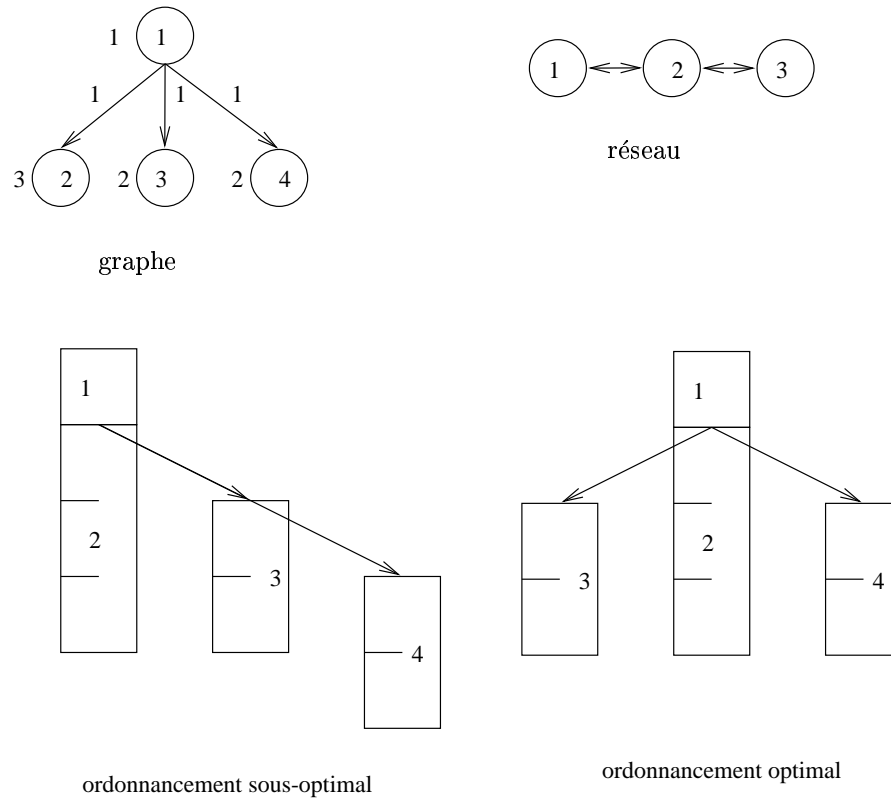 1 1
1 1 1
3 2 2 3 2 4
graphe
1 2 3
réseau
1
2
3
4
ordonnancement sous-optimal
1
3
2
4
ordonnancement optimal